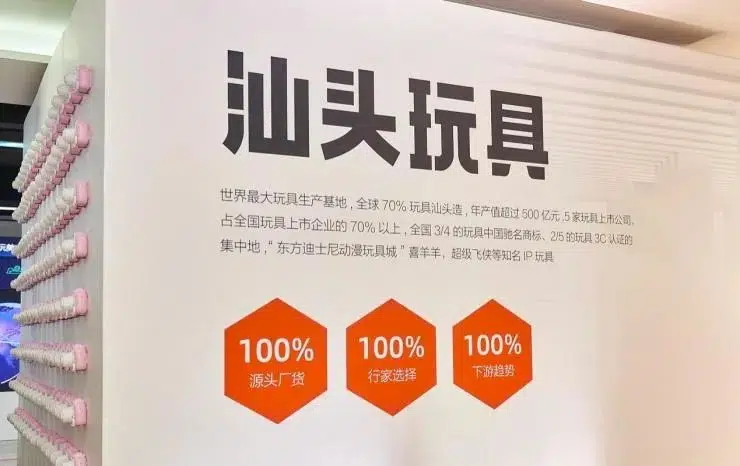 汕头玩具
世界最大玩具生产基地,全球70%玩具汕头造,年产值超过500亿元,5家玩具上市公司,
占全国玩具上市企业的70%以上,全国3/4的玩具中国驰名商标、2/5的玩具3C认证的
集中地,“东方迪士尼动漫玩具城”喜羊羊,超级飞侠等知名IP玩具
100%
源头厂货
100%
行家选择
100%
下游趋势